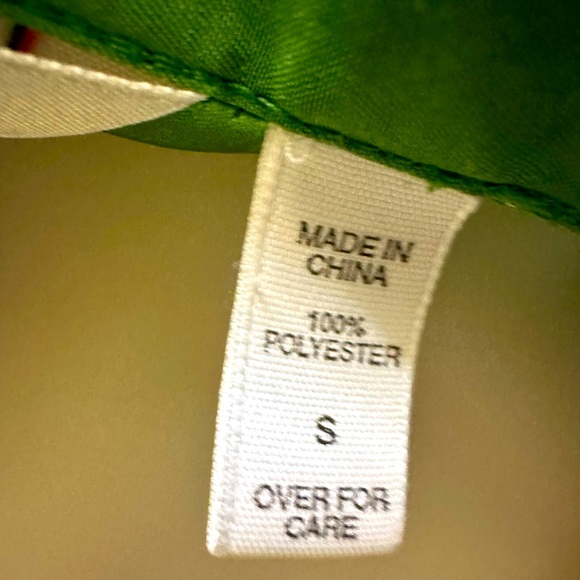 MADE IN
CHINA
100%
POLYESTER
S
OVER FOR
CARE